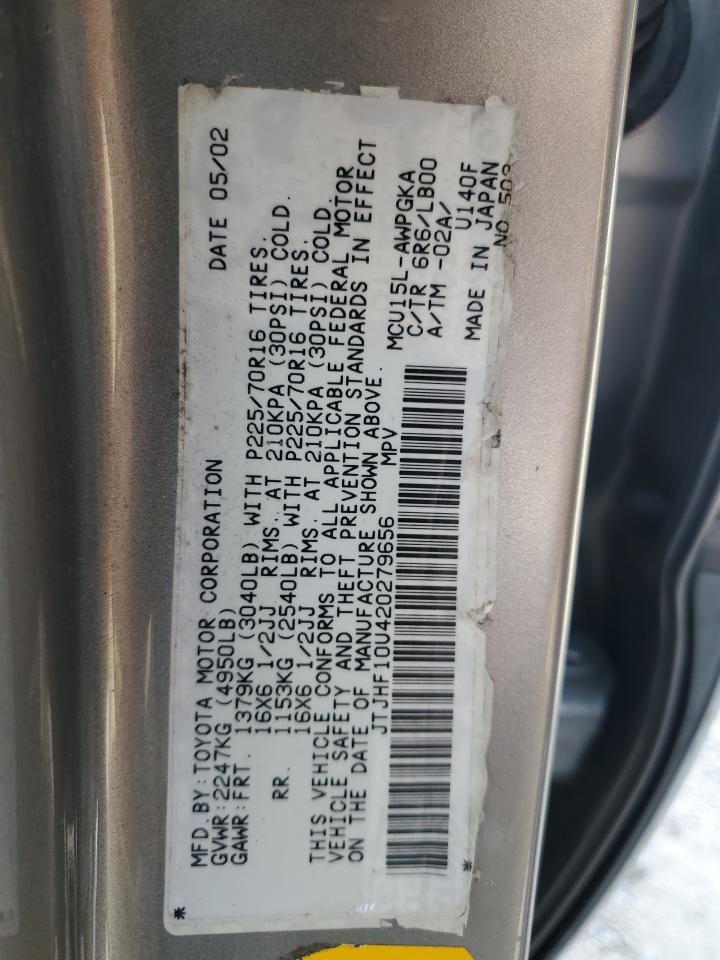 MFD. BY: TOYOTA MOTOR CORPORATION DATE 05/02
GVWR: 2247KG (4950LB)
GAWR: FRT. 1379KG (3040LB) WITH P225/70R16 TIRES.
16X6 1/2JJ RIMS. AT 210KPA (30PSI) COLD.
RR. 1153KG (2540LB) WITH P225/70R16 TIRES.
16X6 1/2JJ RIMS. AT 210KPA (30PSI) COLD.
THIS VEHICLE CONFORMS TO ALL APPLICABLE FEDERAL MOTOR
VEHICLE SAFETY AND THEFT PREVENTION STANDARDS IN EFFECT
ON THE DATE OF MANUFACTURE SHOWN ABOVE.
JTJHF10U420279656 MPV
MCU15L-AWPGKA
C/TR 6R6/LB00
A/TM -02A/
U140F
MADE IN JAPAN
NO